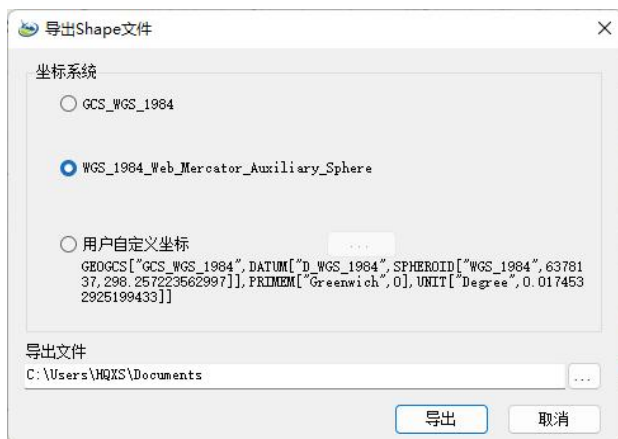 导出Shape文件
坐标系统
GCS_WGS_1984
WGS_1984_Web_Mercator_Auxiliary_Sphere
用户自定义坐标
...
GEOGCS["GCS_WGS_1984",DATUM["D_WGS_1984",SPHEROID["WGS_1984",6378
137,298.257223562997]],PRIMEM["Greenwich",0],UNIT["Degree",0.017453
2925199433]]
导出文件
C:\Users\HQXS\Documents
...
导出
取消